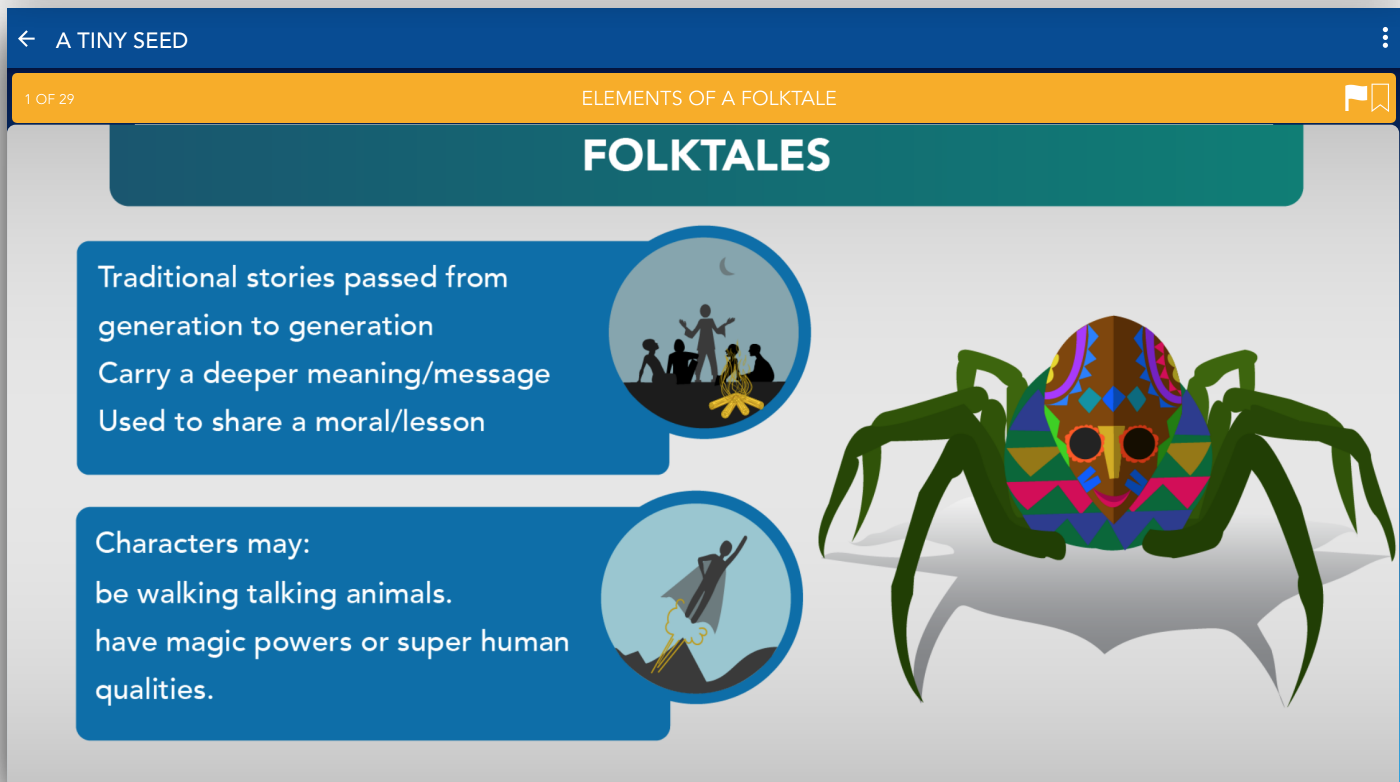 A TINY SEED
1 OF 29
ELEMENTS OF A FOLKTALE
FOLKTALES
Traditional stories passed from
generation to generation
Carry a deeper meaning/message
Used to share a moral/lesson
Characters may:
be walking talking animals.
have magic powers or super human
qualities.